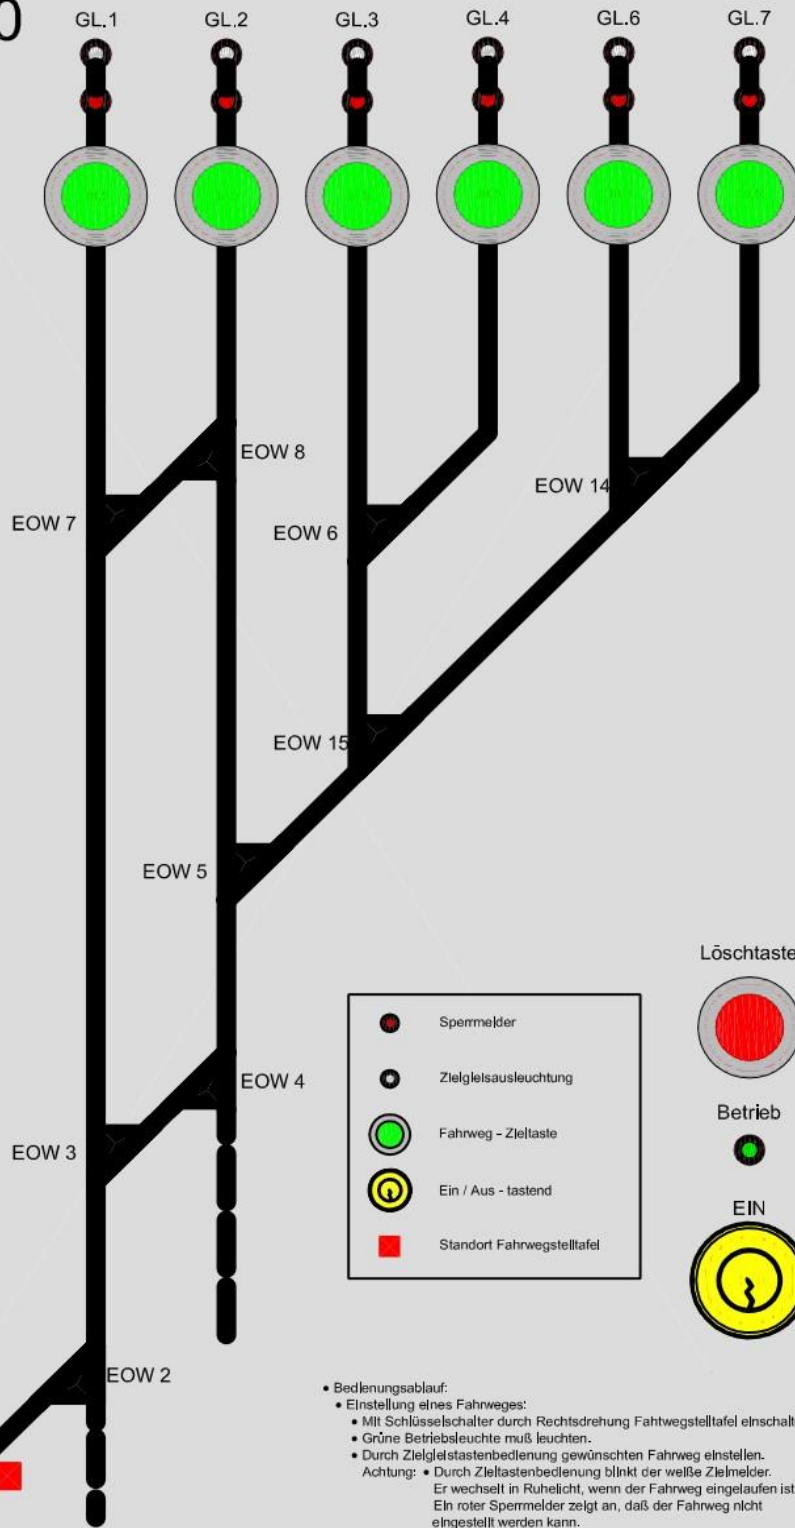 0
GL.1 GL.2 GL.3 GL.4 GL.6 GL.7
EOW 8
EOW 7
EOW 6
EOW 14
EOW 15
EOW 5
EOW 4
EOW 3
EOW 2
Löschtaste
Betrieb
EIN
Sperrmelder
Zielgleisausleuchtung
Fahrweg - Zieltaste
Ein / Aus - tastend
Standort Fahrwegstelltafel
• Bedienungsablauf:
• Einstellung eines Fahrweges:
• Mit Schlüsselschalter durch Rechtsdrehung Fahtwegstelltafel einschalt
• Grüne Betriebsleuchte muß leuchten.
• Durch Zielgleistastenbedienung gewünschten Fahrweg einstellen.
Achtung: • Durch Zieltastenbedienung blinkt der weiße Zielmelder.
Er wechselt in Ruhelicht, wenn der Fahrweg eingelaufen ist
Ein roter Sperrmelder zeigt an, daß der Fahrweg nicht
eingestellt werden kann.